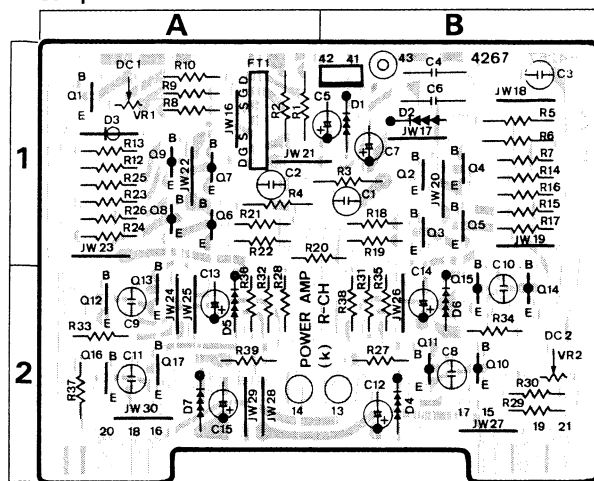 A B
DC1 R10 FT1 42 41 43 C4 4267
B R9 G D C3
Q1 R8 S C5 D1 C6
E VR1 JW16 R2 R1 D2 JW18
D3 JW17 R5
R13 B B S R6
R12 Q9 G JW21 C7 R7
R25 JW22 Q7 D C2 R3 B B Q4 R14
R23 E E R4 C1 Q2 JW20 R16
R26 B B E E R15
R24 Q8 Q6 R21 R18 B B Q5 R17
JW23 E E R22 R19 Q3 E JW19
1 R20 E
B Q13 B C13 R36 R32 R28 POWER AMP R-CH (k) R38 R31 R35 C14 Q15 B C10 B Q14
Q12 JW24 JW25 JW26 D6
E C9 E D5 E E
R33 R34
Q16 B C11 B Q17 R39 R27 Q11 B C8 B Q10 DC2
VR2
R37 E E E E R30
2 D7 JW29 JW28 C12 D4 R29
JW30 C15 14 13 17 15 19 21
20 18 16 JW27